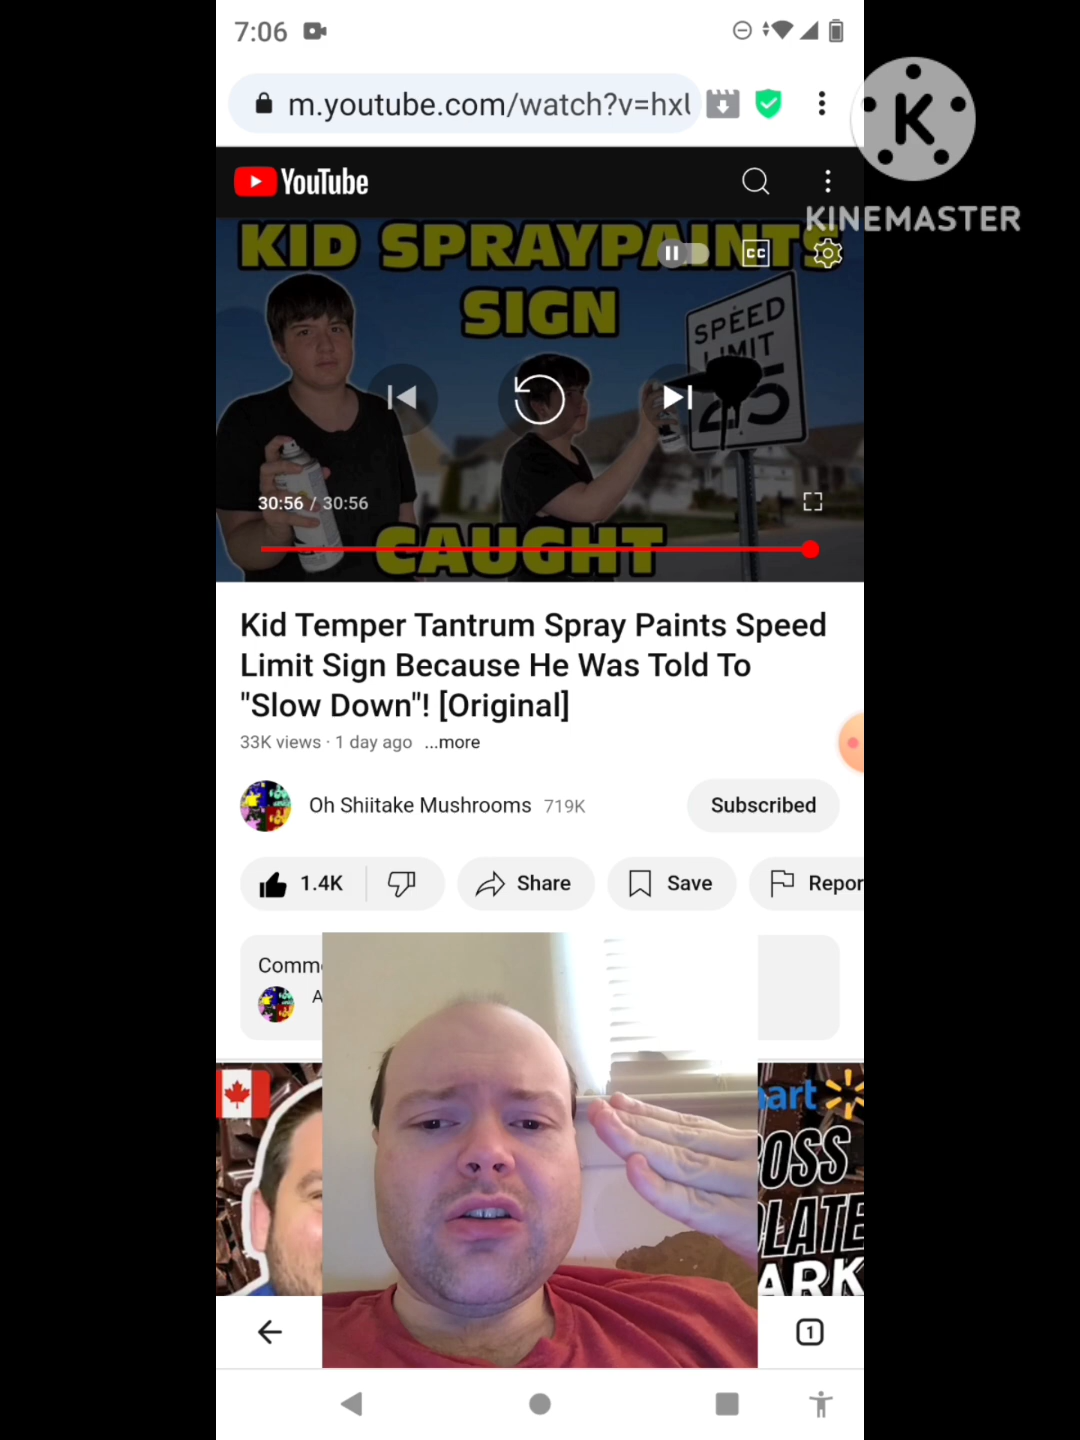 7:06
m.youtube.com/watch?v=hxl
K
KINEMASTER
YouTube
KID SPRAYPAINTS
SIGN
CC
SPEED
LIMIT
25
30:56 / 30:56
CAUGHT
Kid Temper Tantrum Spray Paints Speed
Limit Sign Because He Was Told To
"Slow Down"! [Original]
33K views · 1 day ago ...more
Oh Shiitake Mushrooms 719K
Subscribed
1.4K
Share
Save
Repor
Comme
A
art
OSS
LATE
ARK
1